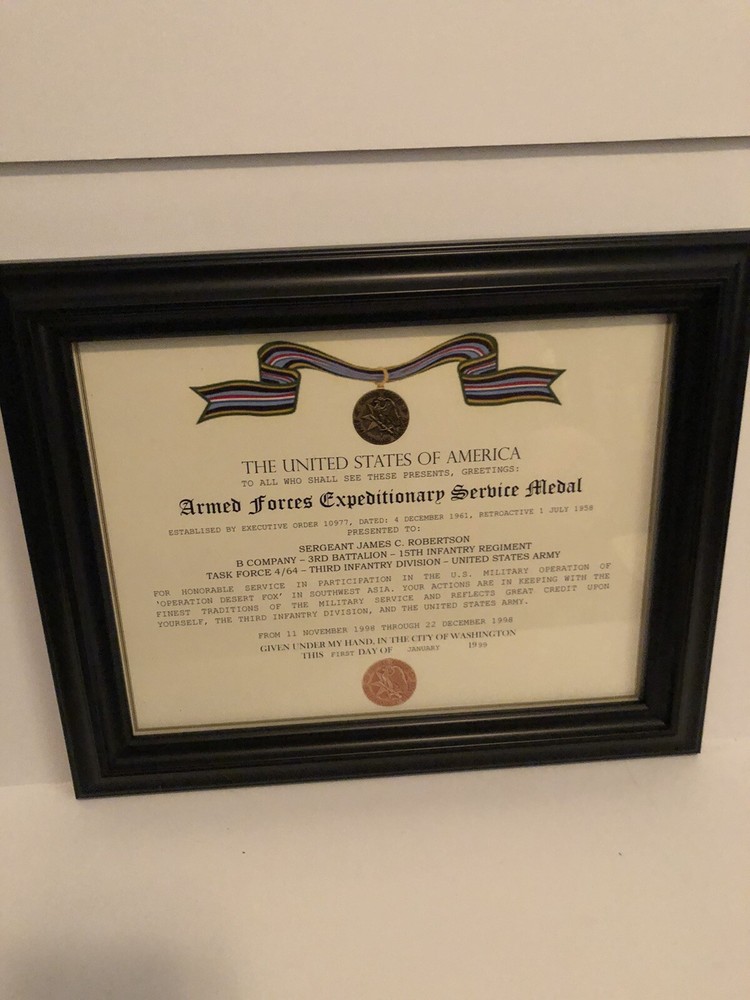 THE UNITED STATES OF AMERICA
TO ALL WHO SHALL SEE THESE PRESENTS, GREETINGS:
Armed Forces Expeditionary Service Medal
ESTABLISED BY EXECUTIVE ORDER 10977, DATED: 4 DECEMBER 1961, RETROACTIVE 1 JULY 1958
PRESENTED TO:
SERGEANT JAMES C. ROBERTSON
B COMPANY – 3RD BATTALION – 15TH INFANTRY REGIMENT
TASK FORCE 4/64 – THIRD INFANTRY DIVISION – UNITED STATES ARMY
FOR HONORABLE SERVICE IN PARTICIPATION IN THE U.S. MILITARY OPERATION OF
'OPERATION DESERT FOX' IN SOUTHWEST ASIA. YOUR ACTIONS ARE IN KEEPING WITH THE
FINEST TRADITIONS OF THE MILITARY SERVICE AND REFLECTS GREAT CREDIT UPON
YOURSELF, THE THIRD INFANTRY DIVISION, AND THE UNITED STATES ARMY.
FROM 11 NOVEMBER 1998 THROUGH 22 DECEMBER 1998
GIVEN UNDER MY HAND, IN THE CITY OF WASHINGTON
THIS FIRST DAY OF JANUARY 1999